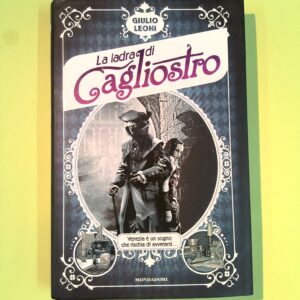 GIULIO
LEONI
La ladra di
Cagliostro
Venezia è un sogno
che rischia di avverarsi...
MONDADORI